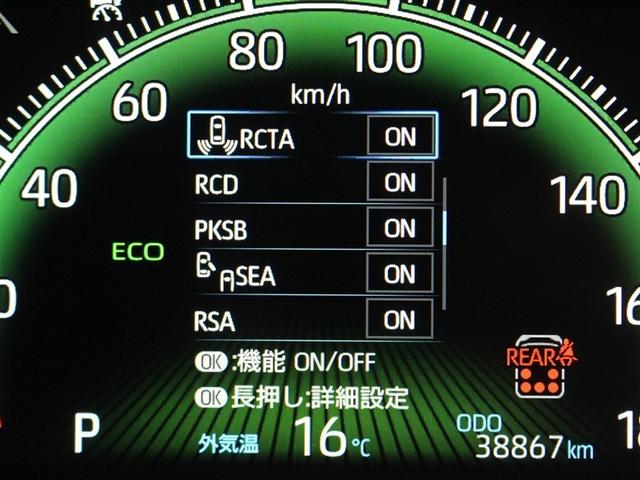 80
100
km/h
60
120
RCTA ON
40
RCD ON
140
PKSB ON
ECO
SEA ON
RSA ON
OK:機能 ON/OFF
REAR
OK長押し:詳細設定
P
外気温 16℃
ODO
38867km